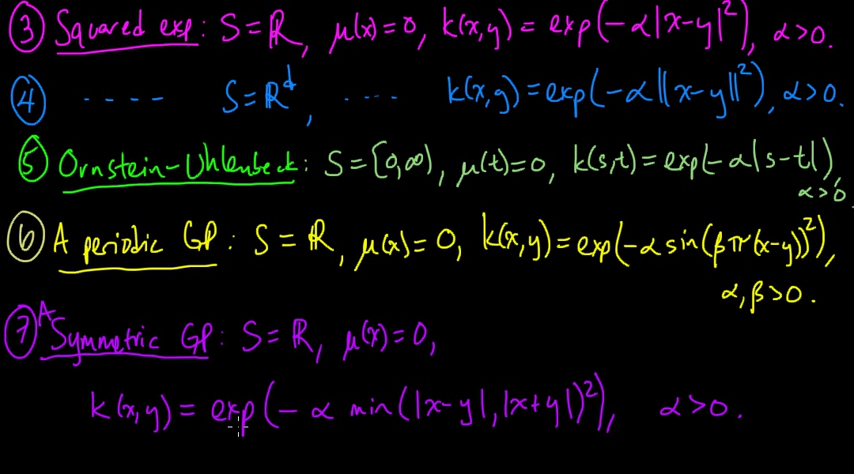 ③ Squared exp: S = ℝ, μ(x) = 0, k(x,y) = exp(-α|x-y|²), α>0.
④ ---- S = ℝᵈ, .... k(x,y) = exp(-α‖x-y‖²), α>0.
⑤ Ornstein-Uhlenbeck: S = [0,∞), μ(t) = 0, k(s,t) = exp(-α|s-t|),
α>0
⑥ A periodic GP: S = ℝ, μ(x) = 0, k(x,y) = exp(-α sin(βπ(x-y))²),
α, β>0.
⑦ A Symmetric GP: S = ℝ, μ(x) = 0,
k(x,y) = exp(-α min(|x-y|, |x+y|)²), α>0.